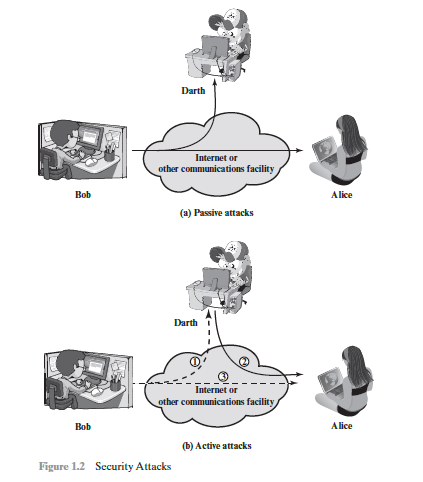 Darth
Internet or
other communications facility
Bob
Alice
(a) Passive attacks
Darth
1
2
3
Internet or
other communications facility
Bob
Alice
(b) Active attacks
Figure 1.2 Security Attacks